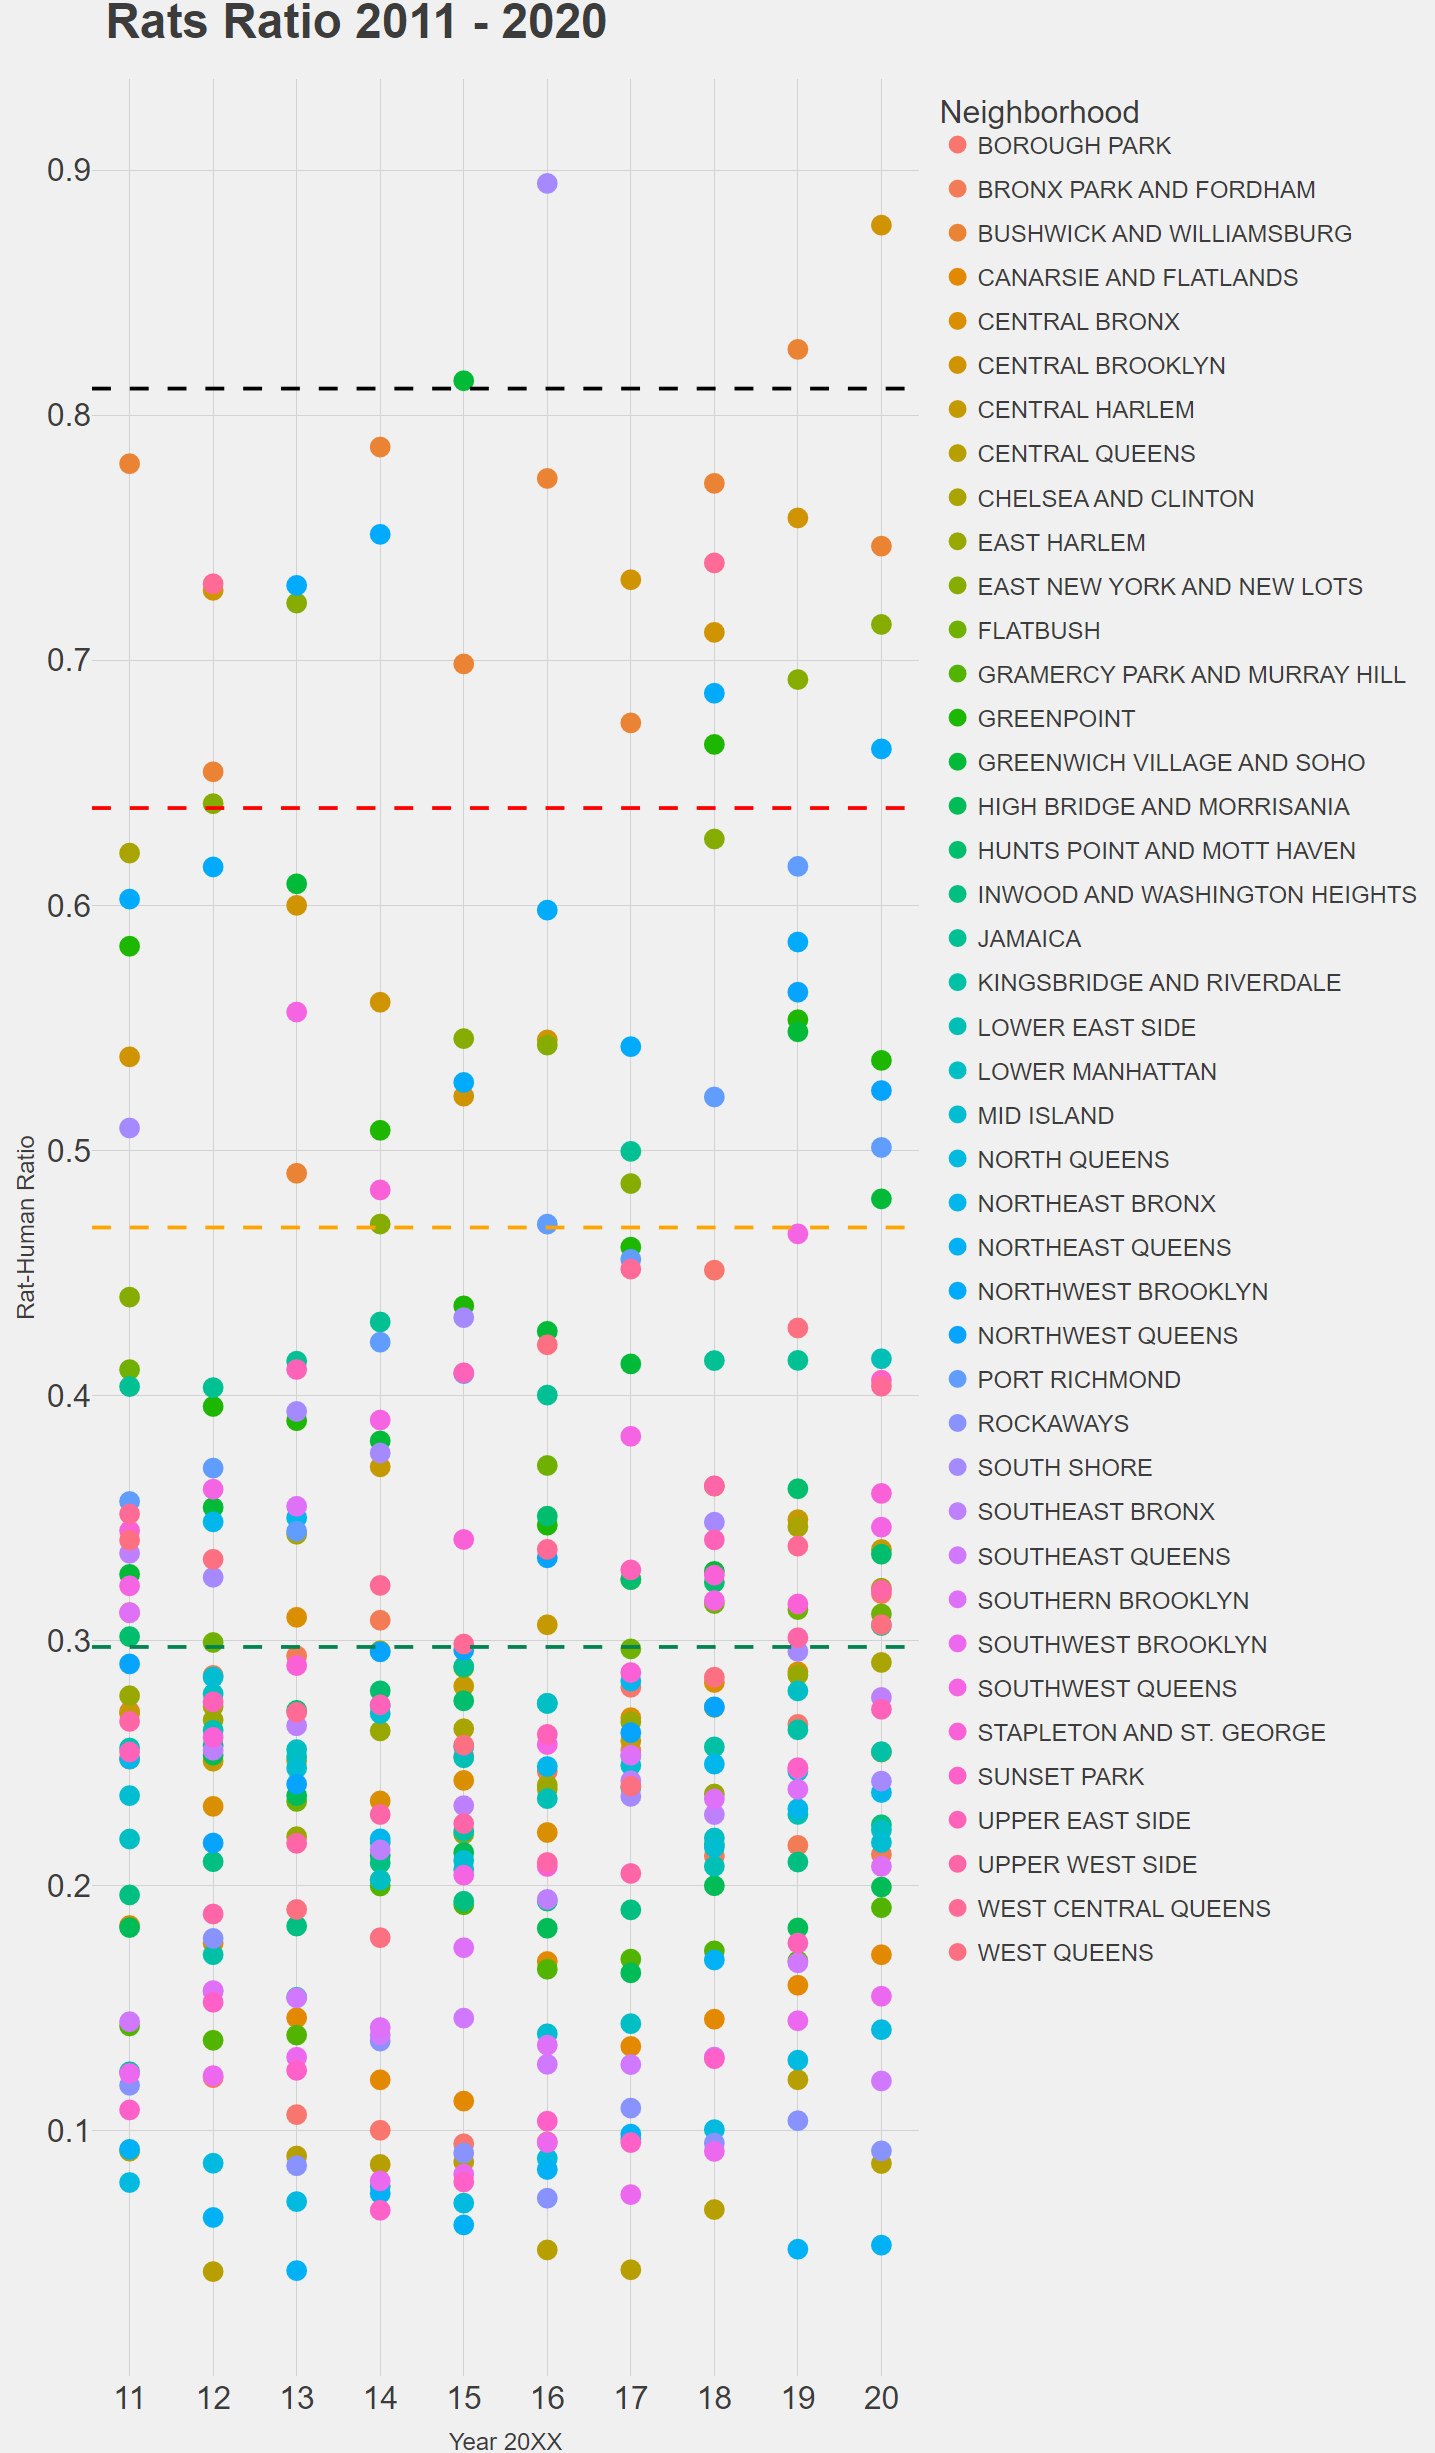 Rats Ratio 2011 - 2020
Neighborhood
BOROUGH PARK
BRONX PARK AND FORDHAM
BUSHWICK AND WILLIAMSBURG
CANARSIE AND FLATLANDS
CENTRAL BRONX
CENTRAL BROOKLYN
CENTRAL HARLEM
CENTRAL QUEENS
CHELSEA AND CLINTON
EAST HARLEM
EAST NEW YORK AND NEW LOTS
FLATBUSH
GRAMERCY PARK AND MURRAY HILL
GREENPOINT
GREENWICH VILLAGE AND SOHO
HIGH BRIDGE AND MORRISANIA
HUNTS POINT AND MOTT HAVEN
INWOOD AND WASHINGTON HEIGHTS
JAMAICA
KINGSBRIDGE AND RIVERDALE
LOWER EAST SIDE
LOWER MANHATTAN
MID ISLAND
NORTH QUEENS
NORTHEAST BRONX
NORTHEAST QUEENS
NORTHWEST BROOKLYN
NORTHWEST QUEENS
PORT RICHMOND
ROCKAWAYS
SOUTH SHORE
SOUTHEAST BRONX
SOUTHEAST QUEENS
SOUTHERN BROOKLYN
SOUTHWEST BROOKLYN
SOUTHWEST QUEENS
STAPLETON AND ST. GEORGE
SUNSET PARK
UPPER EAST SIDE
UPPER WEST SIDE
WEST CENTRAL QUEENS
WEST QUEENS
Rat-Human Ratio
0.9
0.8
0.7
0.6
0.5
0.4
0.3
0.2
0.1
11 12 13 14 15 16 17 18 19 20
Year 20XX